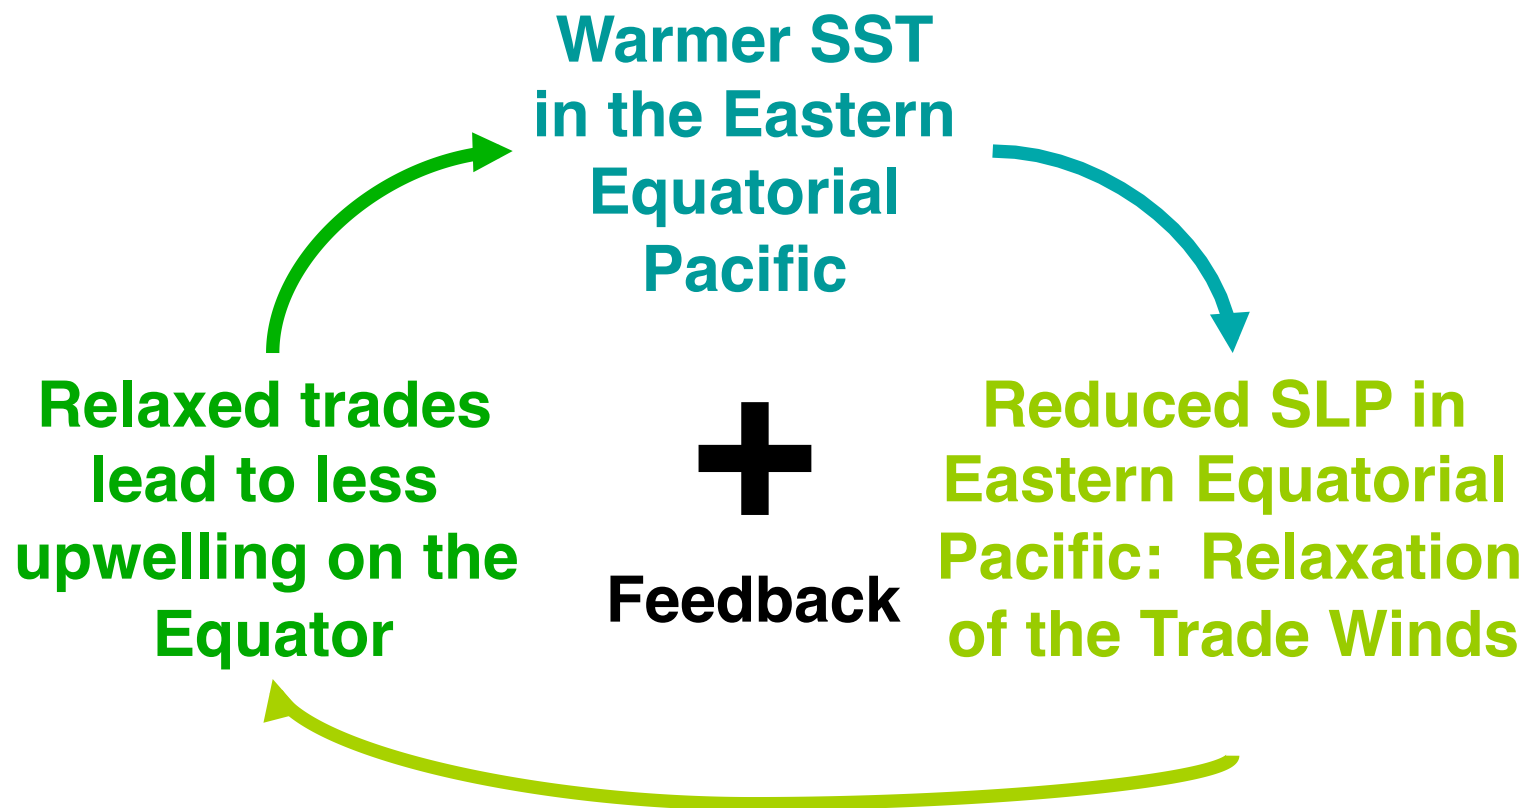 Warmer SST
in the Eastern
Equatorial
Pacific
Relaxed trades
lead to less
upwelling on the
Equator
+
Feedback
Reduced SLP in
Eastern Equatorial
Pacific: Relaxation
of the Trade Winds